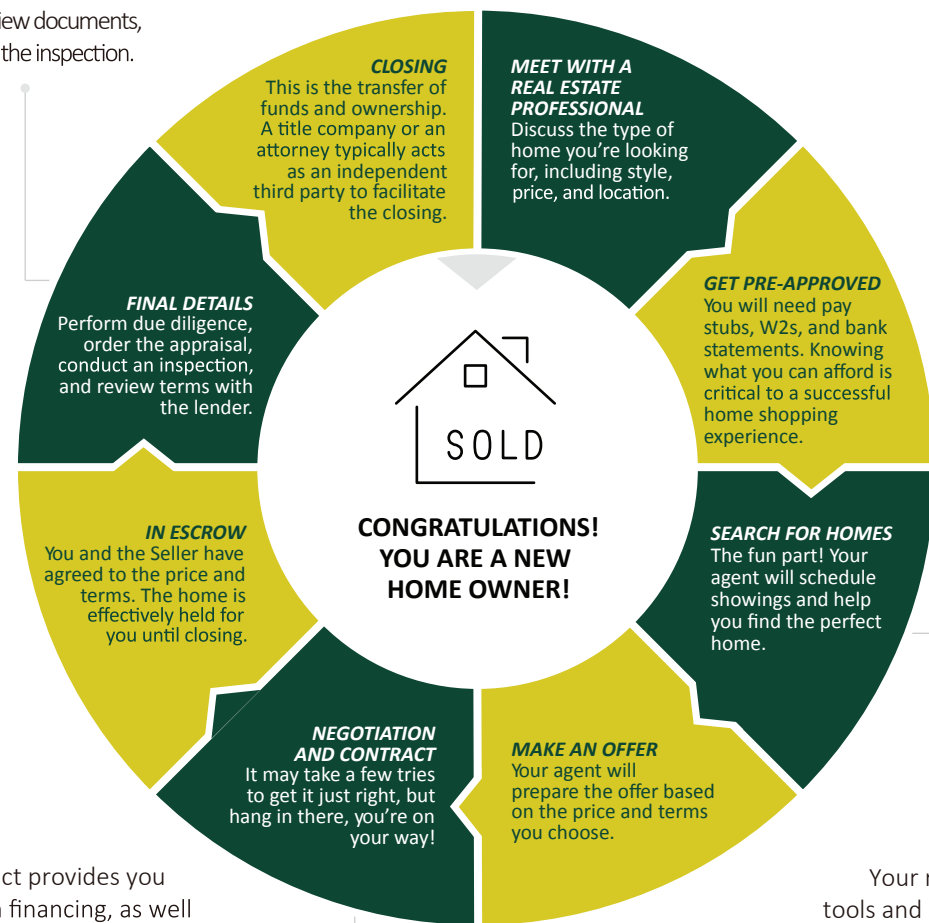 view documents,
the inspection.
CLOSING
This is the transfer of
funds and ownership.
A title company or an
attorney typically acts
as an independent
third party to facilitate
the closing.
MEET WITH A
REAL ESTATE
PROFESSIONAL
Discuss the type of
home you’re looking
for, including style,
price, and location.
GET PRE-APPROVED
You will need pay
stubs, W2s, and bank
statements. Knowing
what you can afford is
critical to a successful
home shopping
experience.
SEARCH FOR HOMES
The fun part! Your
agent will schedule
showings and help
you find the perfect
home.
MAKE AN OFFER
Your agent will
prepare the offer based
on the price and terms
you choose.
NEGOTIATION
AND CONTRACT
It may take a few tries
to get it just right, but
hang in there, you’re on
your way!
IN ESCROW
You and the Seller have
agreed to the price and
terms. The home is
effectively held for
you until closing.
FINAL DETAILS
Perform due diligence,
order the appraisal,
conduct an inspection,
and review terms with
the lender.
SOLD
CONGRATULATIONS!
YOU ARE A NEW
HOME OWNER!
ct provides you
financing, as well
Your
tools and